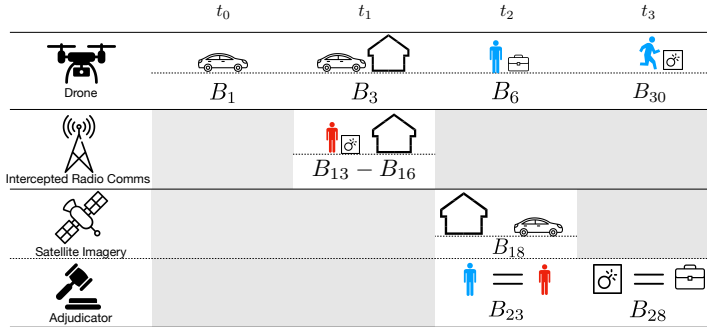 t₀ t₁ t₂ t₃
Drone
B₁ B₃ B₆ B₃₀
Intercepted Radio Comms
B₁₃ − B₁₆
Satellite Imagery
B₁₈
= =
Adjudicator
B₂₃ B₂₈